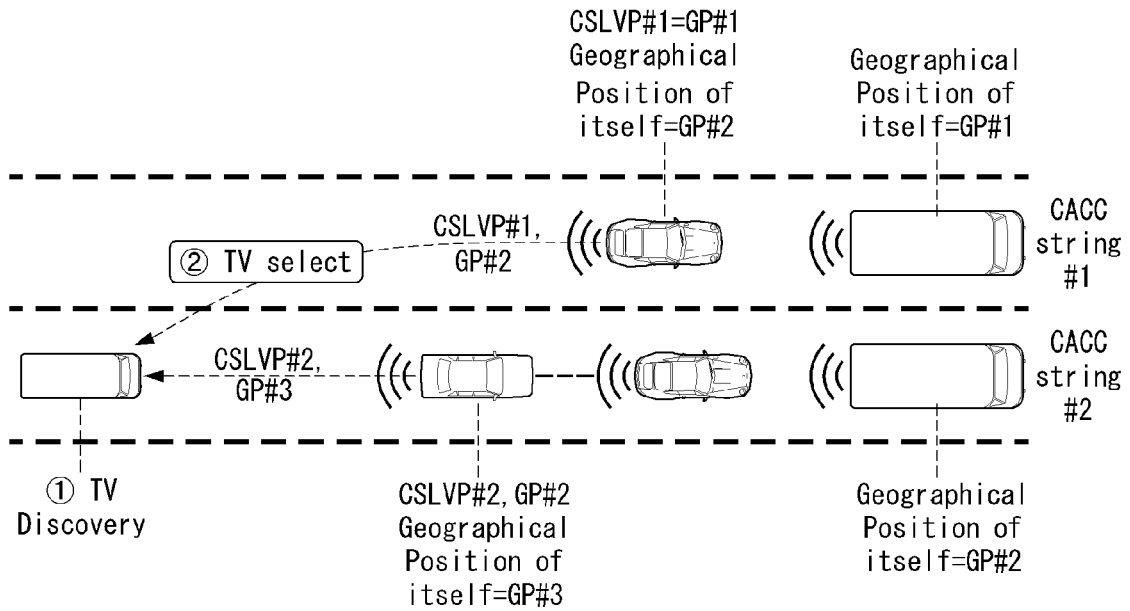 CSLVP#1=GP#1
Geographical
Position of
itself=GP#2
Geographical
Position of
itself=GP#1
CSLVP#1,
GP#2
② TV select
CACC
string
#1
CSLVP#2,
GP#3
CACC
string
#2
① TV
Discovery
CSLVP#2, GP#2
Geographical
Position of
itself=GP#3
Geographical
Position of
itself=GP#2